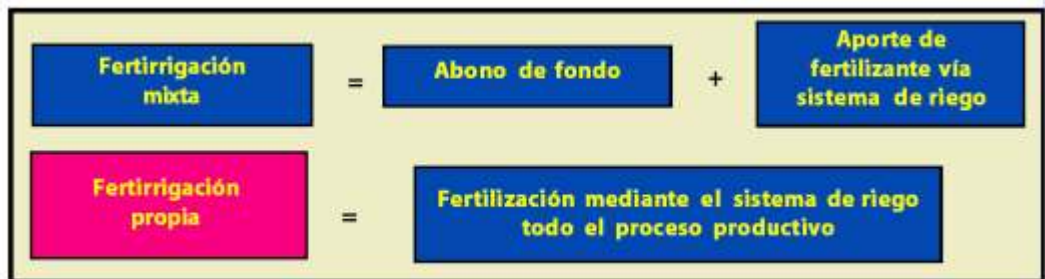 Fertirrigación
mixta
=
Abono de fondo
+
Aporte de
fertilizante vía
sistema de riego
Fertirrigación
propia
=
Fertilización mediante el sistema de riego
todo el proceso productivo